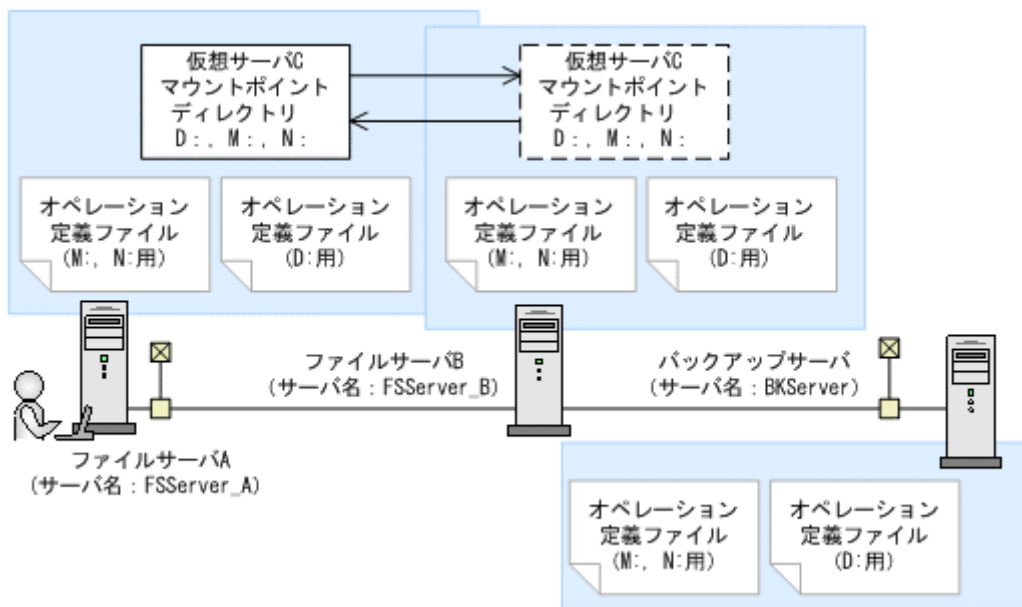 仮想サーバC
マウントポイント
ディレクトリ
D:, M:, N:
仮想サーバC
マウントポイント
ディレクトリ
D:, M:, N:
オペレーション
定義ファイル
(M:, N:用)
オペレーション
定義ファイル
(D:用)
オペレーション
定義ファイル
(M:, N:用)
オペレーション
定義ファイル
(D:用)
ファイルサーバB
(サーバ名：FSServer_B)
バックアップサーバ
(サーバ名：BKServer)
ファイルサーバA
(サーバ名：FSServer_A)
オペレーション
定義ファイル
(M:, N:用)
オペレーション
定義ファイル
(D:用)